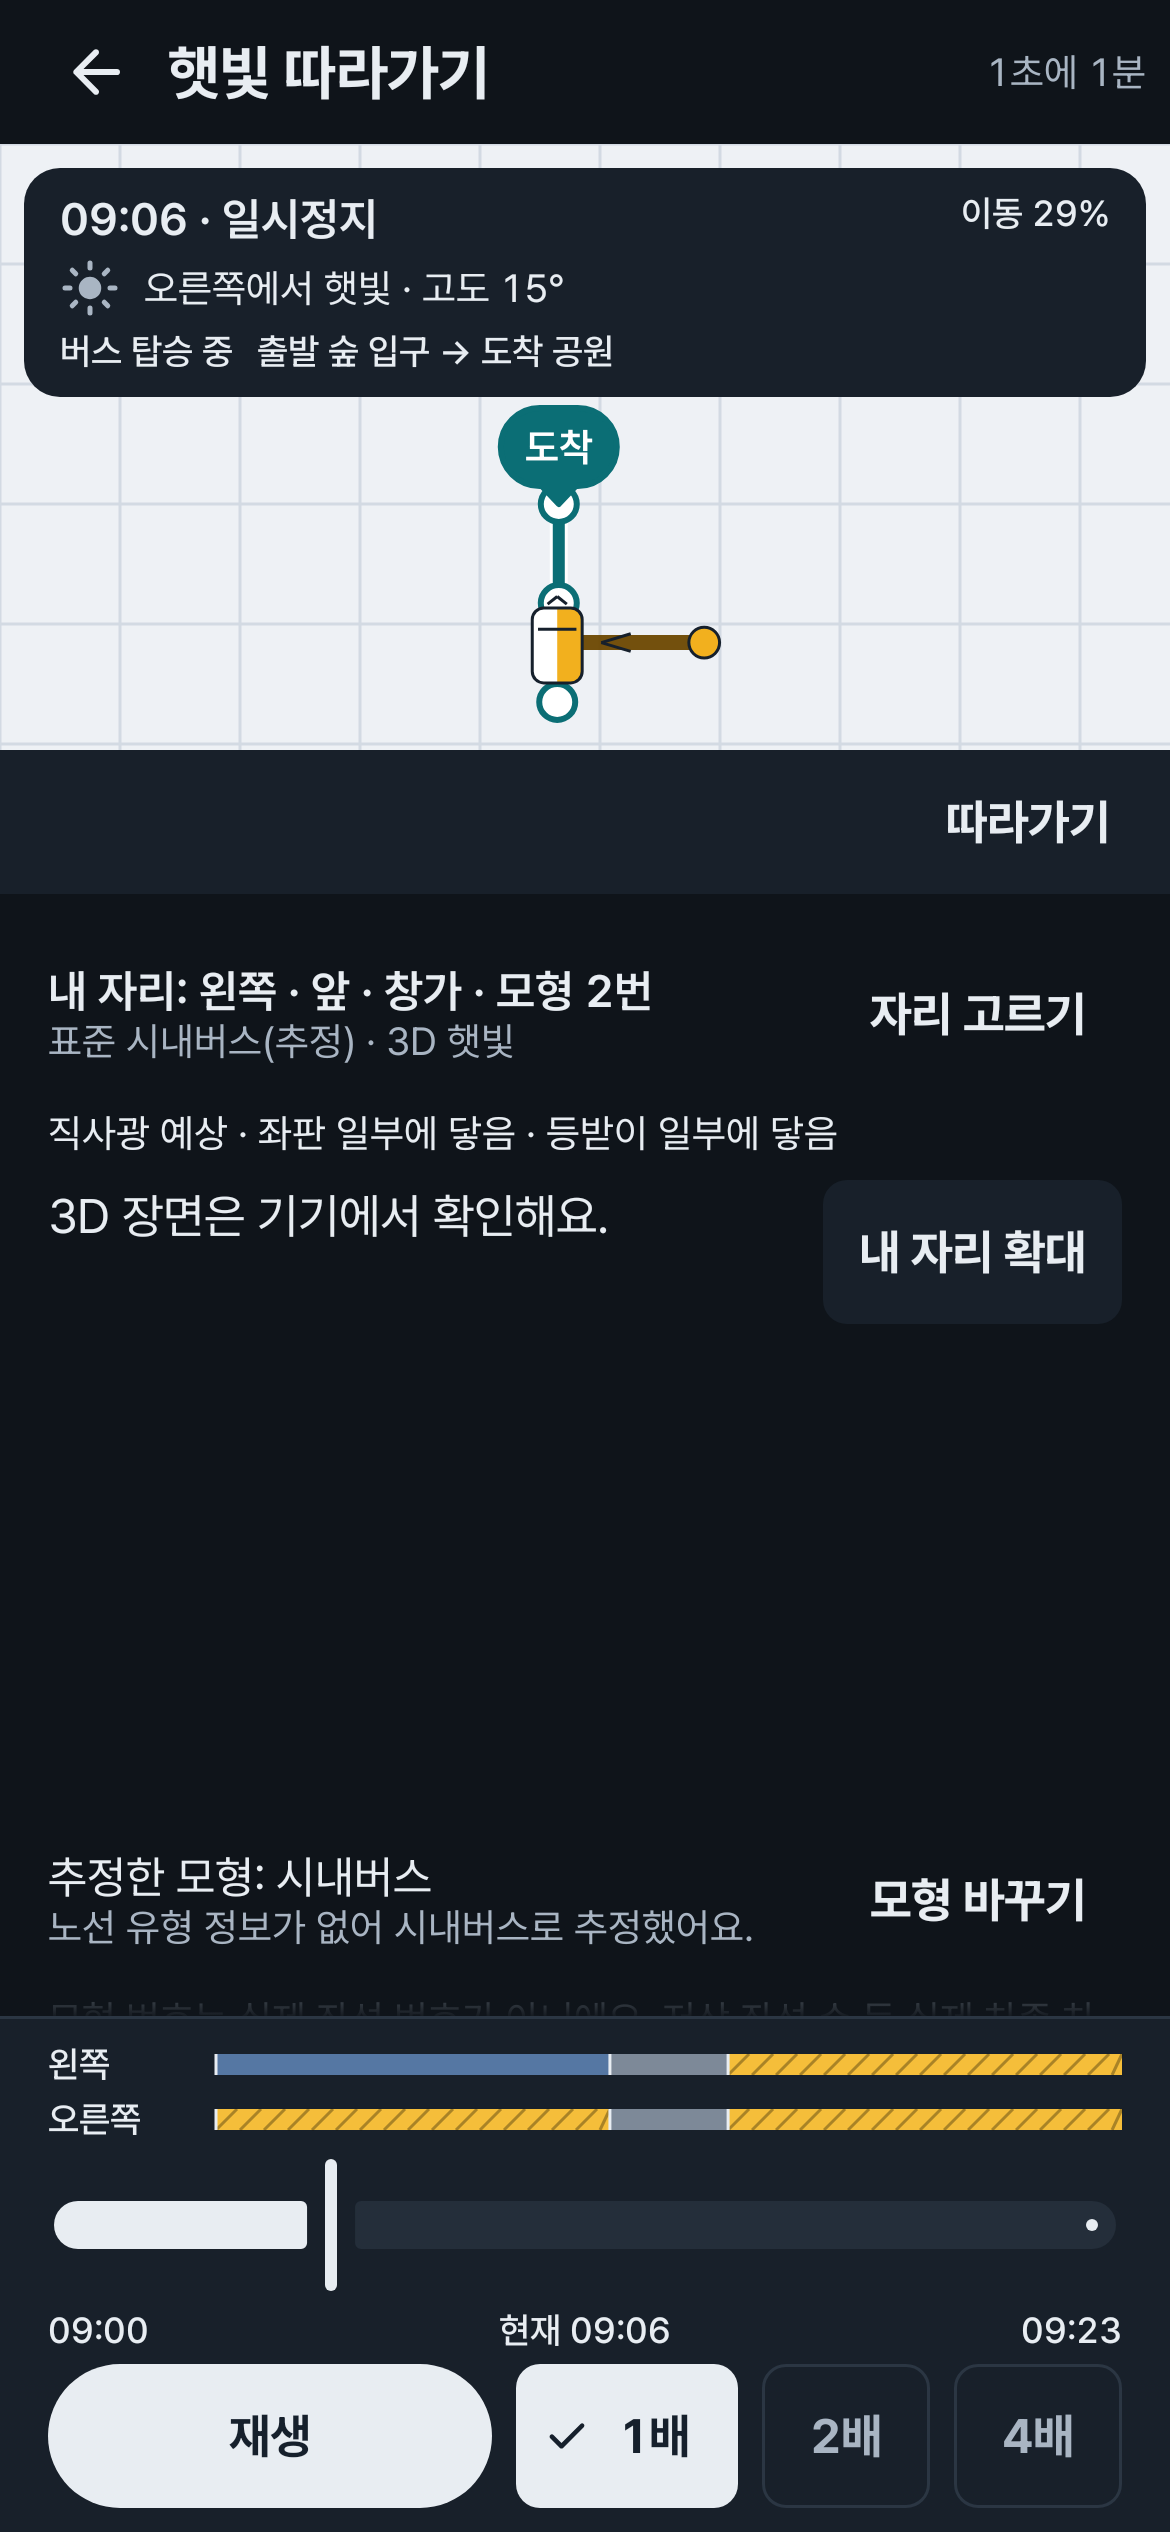 햇빛 따라가기
1초에 1분
09:06 · 일시정지
이동 29%
오른쪽에서 햇빛 · 고도 15°
버스 탑승 중 출발 숲 입구 → 도착 공원
도착
따라가기
내 자리: 왼쪽 · 앞 · 창가 · 모형 2번
표준 시내버스(추정) · 3D 햇빛
자리 고르기
직사광 예상 · 좌판 일부에 닿음 · 등받이 일부에 닿음
3D 장면은 기기에서 확인해요.
내 자리 확대
추정한 모형: 시내버스
노선 유형 정보가 없어 시내버스로 추정했어요.
모형 바꾸기
왼쪽
오른쪽
09:00
현재 09:06
09:23
재생
1배
2배
4배